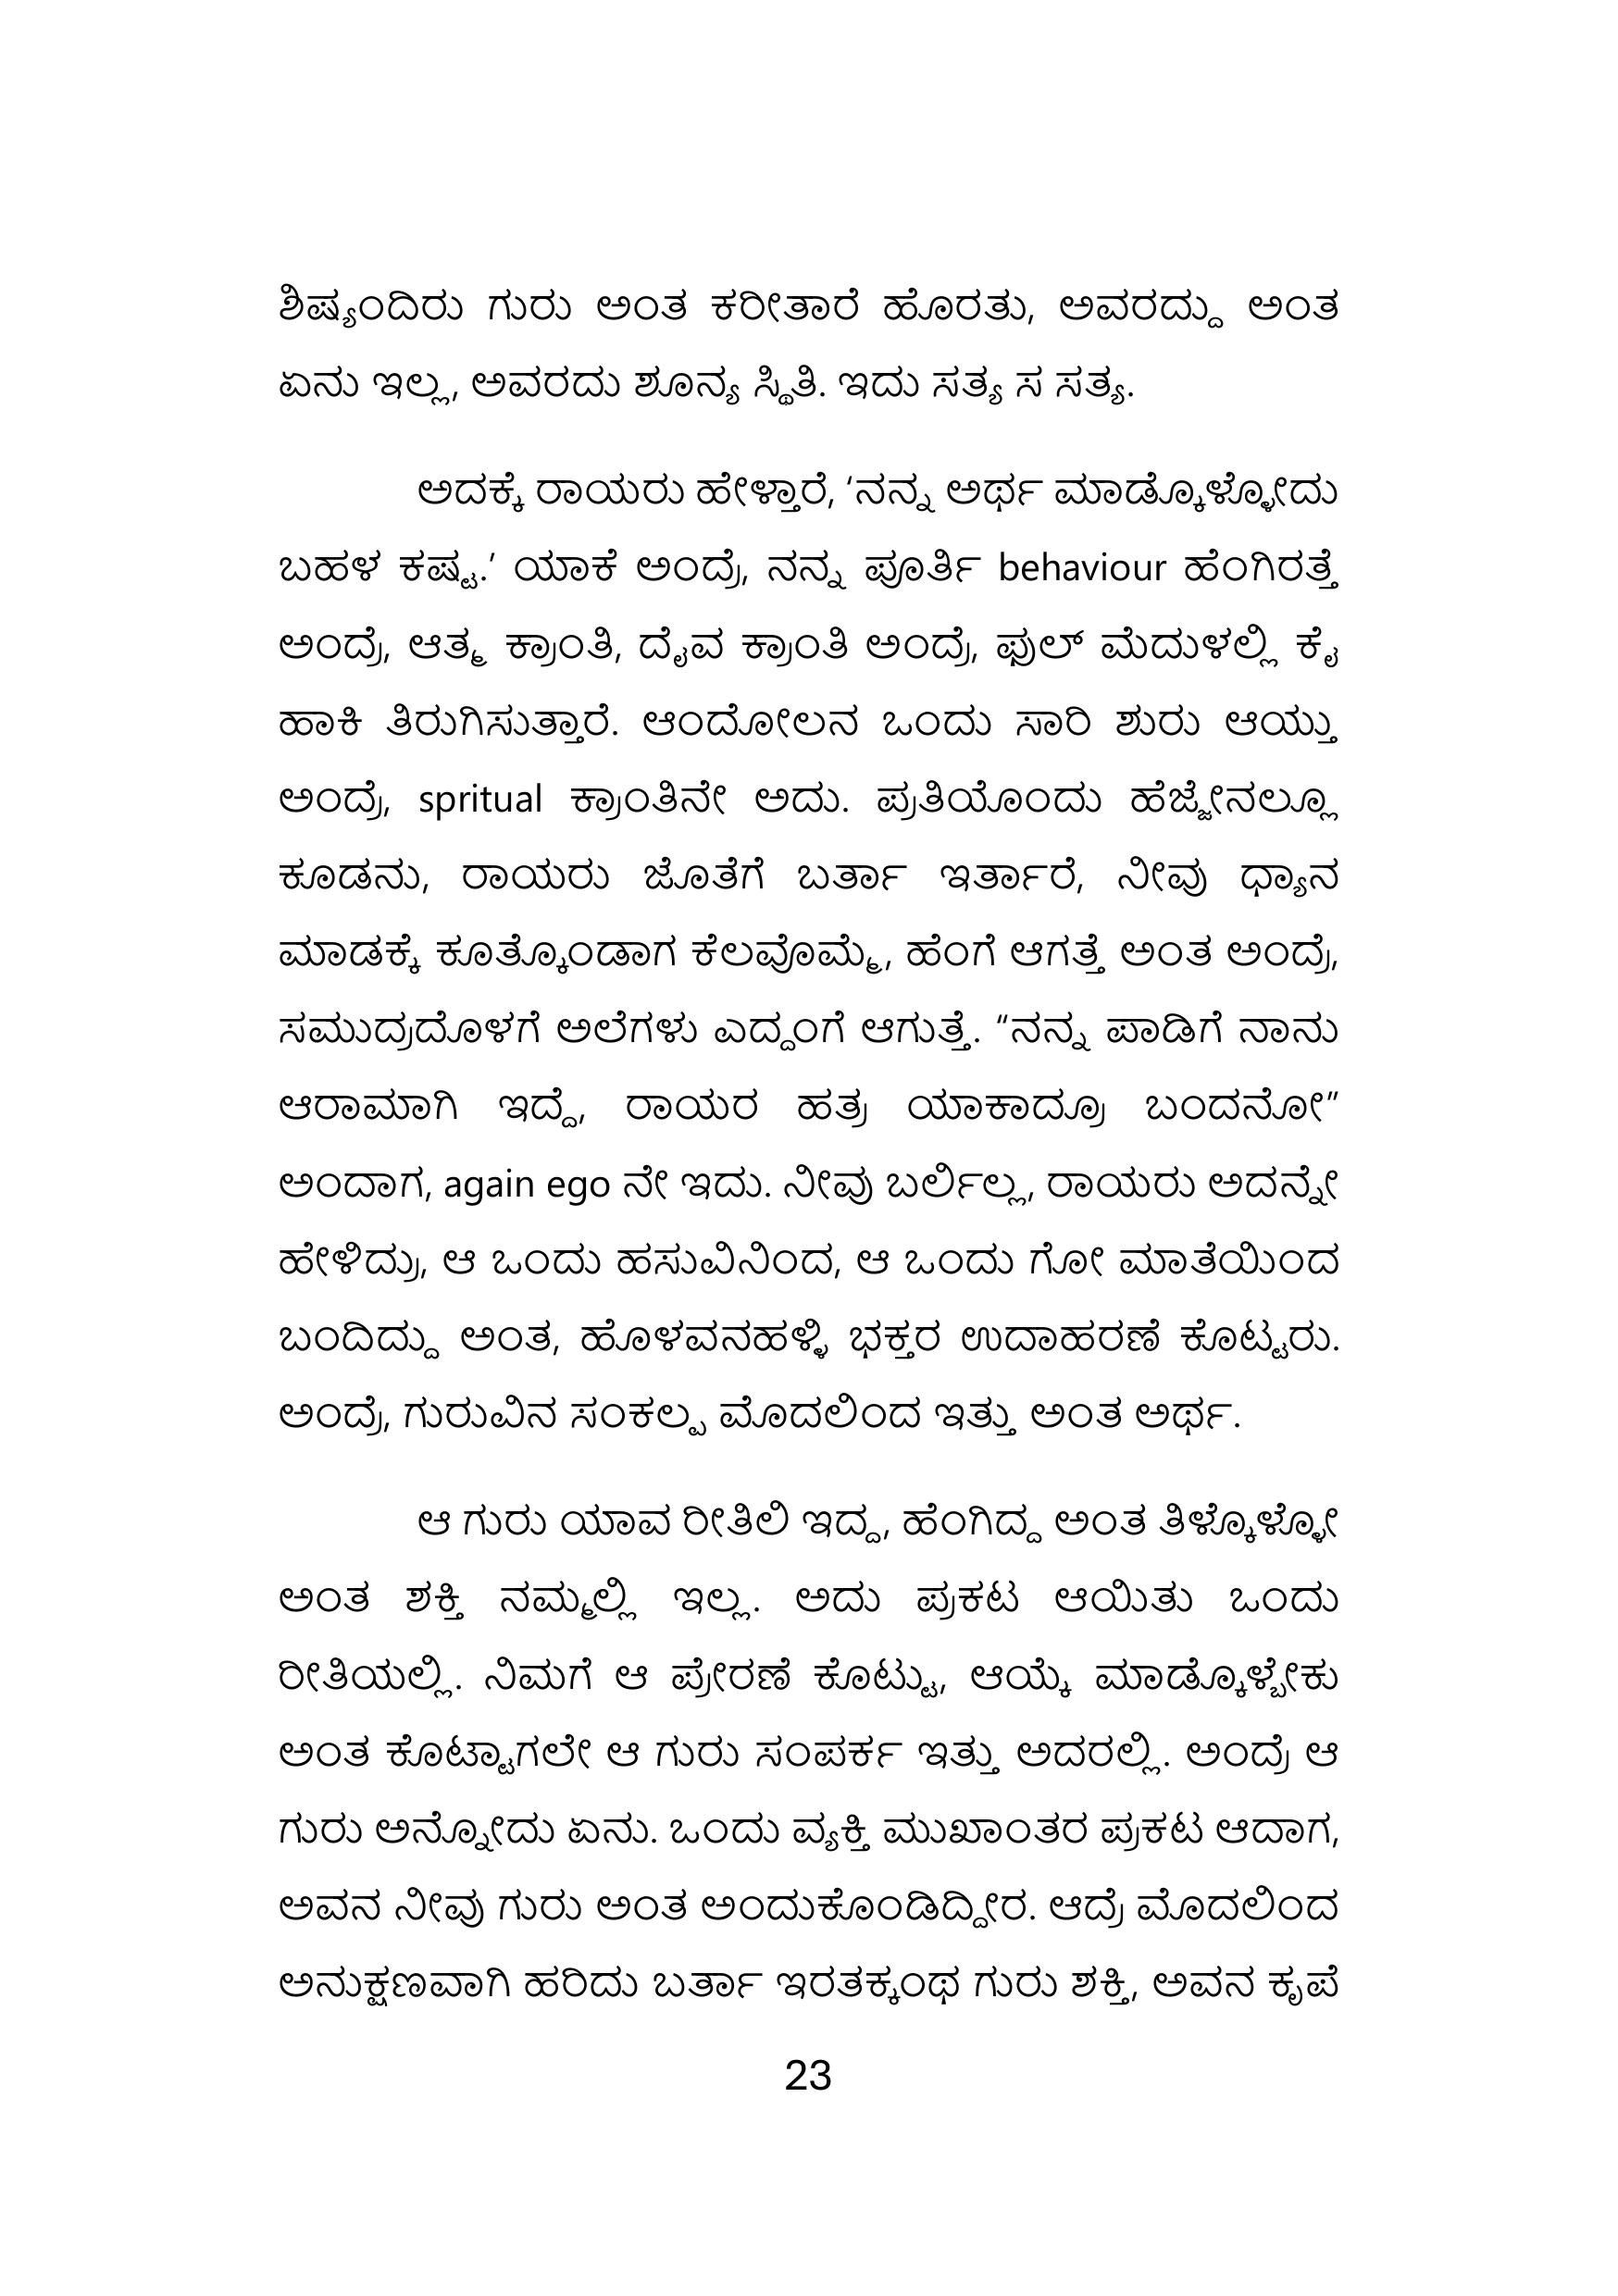 ಶಿಷ್ಯಂದಿರು ಗುರು ಅಂತ ಕರೀತಾರೆ ಹೊರತು, ಅವರದ್ದು ಅಂತ
ಏನು ಇಲ್ಲ, ಅವರದು ಶೂನ್ಯ ಸ್ಥಿತಿ. ಇದು ಸತ್ಯ ಸ ಸತ್ಯ.
ಅದಕ್ಕೆ ರಾಯರು ಹೇಳ್ತಾರೆ, ‘ನನ್ನ ಅರ್ಥ ಮಾಡ್ಕೊಳ್ಳೋದು
ಬಹಳ ಕಷ್ಟ.’ ಯಾಕೆ ಅಂದ್ರೆ, ನನ್ನ ಪೂರ್ತಿ behaviour ಹೆಂಗಿರತ್ತೆ
ಅಂದ್ರೆ, ಆತ್ಮ ಕ್ರಾಂತಿ, ದೈವ ಕ್ರಾಂತಿ ಅಂದ್ರೆ, ಫುಲ್ ಮೆದುಳಲ್ಲಿ ಕೈ
ಹಾಕಿ ತಿರುಗಿಸುತ್ತಾರೆ. ಆಂದೋಲನ ಒಂದು ಸಾರಿ ಶುರು ಆಯ್ತು
ಅಂದ್ರೆ, spritual ಕ್ರಾಂತಿನೇ ಅದು. ಪ್ರತಿಯೊಂದು ಹೆಜ್ಜೇನಲ್ಲೂ
ಕೂಡನು, ರಾಯರು ಜೊತೆಗೆ ಬರ್ತಾ ಇರ್ತಾರೆ, ನೀವು ಧ್ಯಾನ
ಮಾಡಕ್ಕೆ ಕೂತ್ಕೊಂಡಾಗ ಕೆಲವೊಮ್ಮೆ, ಹೆಂಗೆ ಆಗತ್ತೆ ಅಂತ ಅಂದ್ರೆ,
ಸಮುದ್ರದೊಳಗೆ ಅಲೆಗಳು ಎದ್ದಂಗೆ ಆಗುತ್ತೆ. “ನನ್ನ ಪಾಡಿಗೆ ನಾನು
ಆರಾಮಾಗಿ ಇದ್ದೆ, ರಾಯರ ಹತ್ರ ಯಾಕಾದ್ರೂ ಬಂದನೋ”
ಅಂದಾಗ, again ego ನೇ ಇದು. ನೀವು ಬರ್ಲಿಲ್ಲ, ರಾಯರು ಅದನ್ನೇ
ಹೇಳಿದ್ರು, ಆ ಒಂದು ಹಸುವಿನಿಂದ, ಆ ಒಂದು ಗೋ ಮಾತೆಯಿಂದ
ಬಂದಿದ್ದು ಅಂತ, ಹೊಳವನಹಳ್ಳಿ ಭಕ್ತರ ಉದಾಹರಣೆ ಕೊಟ್ಟರು.
ಅಂದ್ರೆ, ಗುರುವಿನ ಸಂಕಲ್ಪ ಮೊದಲಿಂದ ಇತ್ತು ಅಂತ ಅರ್ಥ.
ಆ ಗುರು ಯಾವ ರೀತಿಲಿ ಇದ್ದ, ಹೆಂಗಿದ್ದ ಅಂತ ತಿಳ್ಕೊಳ್ಳೋ
ಅಂತ ಶಕ್ತಿ ನಮ್ಮಲ್ಲಿ ಇಲ್ಲ. ಅದು ಪ್ರಕಟ ಆಯಿತು ಒಂದು
ರೀತಿಯಲ್ಲಿ. ನಿಮಗೆ ಆ ಪ್ರೇರಣೆ ಕೊಟ್ಟು, ಆಯ್ಕೆ ಮಾಡ್ಕೊಳ್ಬೇಕು
ಅಂತ ಕೊಟ್ಟಾಗಲೇ ಆ ಗುರು ಸಂಪರ್ಕ ಇತ್ತು ಅದರಲ್ಲಿ. ಅಂದ್ರೆ ಆ
ಗುರು ಅನ್ನೋದು ಏನು. ಒಂದು ವ್ಯಕ್ತಿ ಮುಖಾಂತರ ಪ್ರಕಟ ಆದಾಗ,
ಅವನ ನೀವು ಗುರು ಅಂತ ಅಂದುಕೊಂಡಿದ್ದೀರ. ಆದ್ರೆ ಮೊದಲಿಂದ
ಅನುಕ್ಷಣವಾಗಿ ಹರಿದು ಬರ್ತಾ ಇರತಕ್ಕಂಥ ಗುರು ಶಕ್ತಿ, ಅವನ ಕೃಪೆ
23